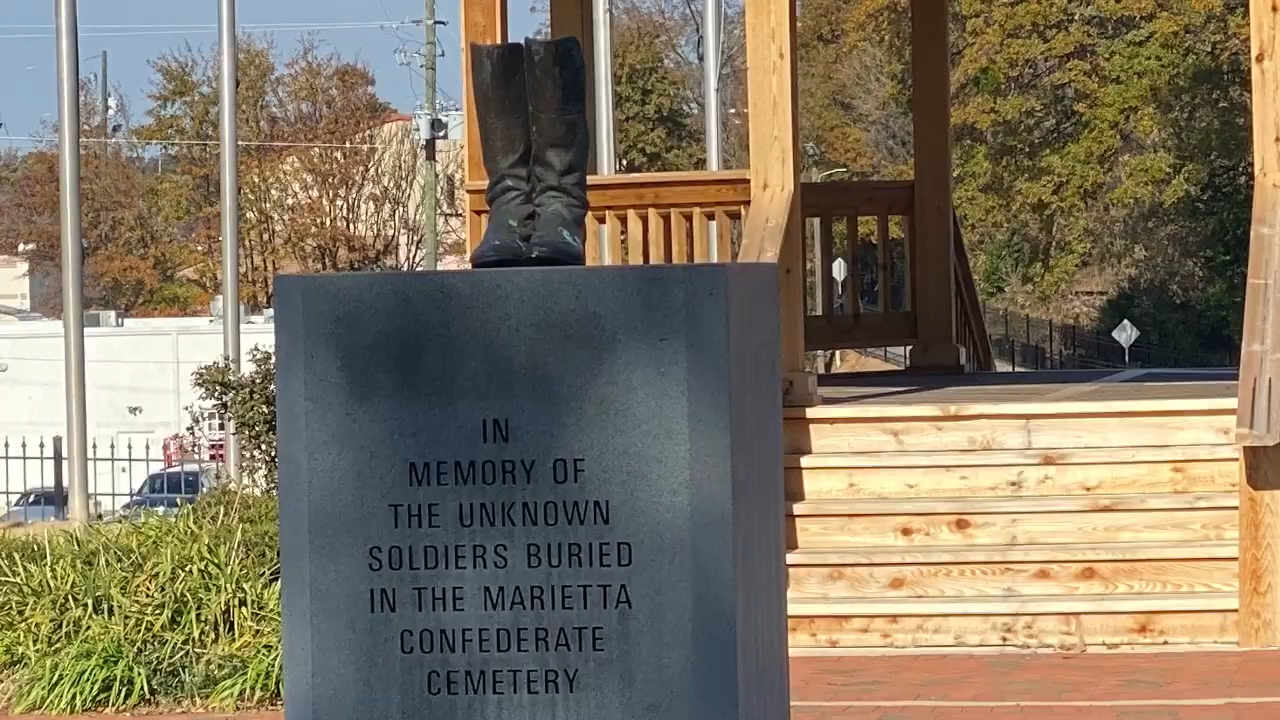 IN
MEMORY OF
THE UNKNOWN
SOLDIERS BURIED
IN THE MARIETTA
CONFEDERATE
CEMETERY